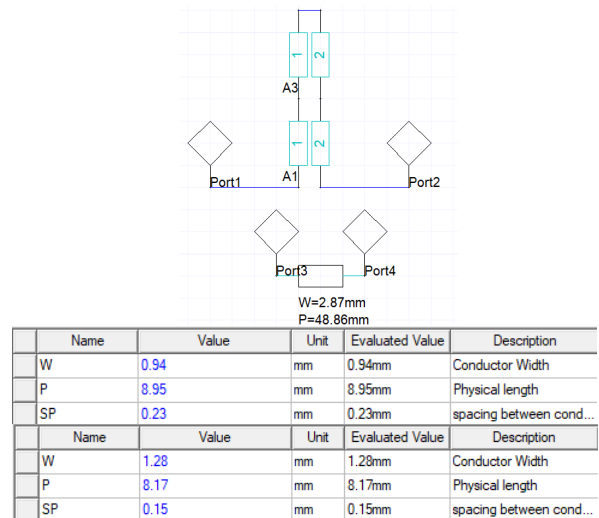 1 2
A3
1 2
A1
Port1 Port2
Port3 Port4
W=2.87mm
P=48.86mm
Name Value Unit Evaluated Value Description
W 0.94 mm 0.94mm Conductor Width
P 8.95 mm 8.95mm Physical length
SP 0.23 mm 0.23mm spacing between cond...
Name Value Unit Evaluated Value Description
W 1.28 mm 1.28mm Conductor Width
P 8.17 mm 8.17mm Physical length
SP 0.15 mm 0.15mm spacing between cond...